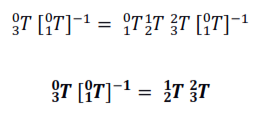 ⁰₃T [⁰₁T]⁻¹ = ⁰₁T ¹₂T ²₃T [⁰₁T]⁻¹
⁰₃T [⁰₁T]⁻¹ = ¹₂T ²₃T